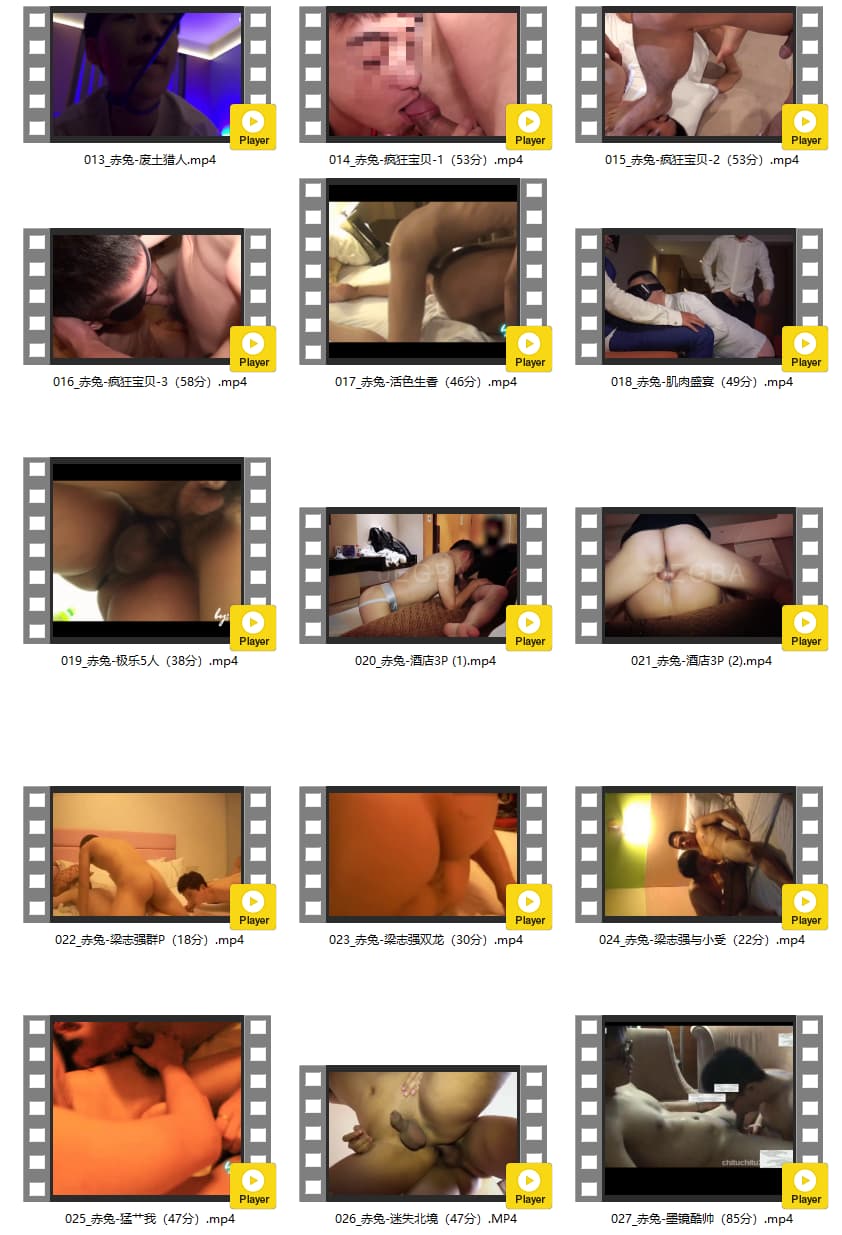 Player
Player
Player
013_赤兔-废土猎人.mp4
014_赤兔-疯狂宝贝-1（53分）.mp4
015_赤兔-疯狂宝贝-2（53分）.mp4
Player
Player
Player
016_赤兔-疯狂宝贝-3（58分）.mp4
017_赤兔-活色生香（46分）.mp4
018_赤兔-肌肉盛宴（49分）.mp4
by:
Player
Player
Player
019_赤兔-极乐5人（38分）.mp4
020_赤兔-酒店3P (1).mp4
021_赤兔-酒店3P (2).mp4
Player
Player
Player
022_赤兔-梁志强群P（18分）.mp4
023_赤兔-梁志强双龙（30分）.mp4
024_赤兔-梁志强与小受（22分）.mp4
Player
Player
Player
025_赤兔-猛艹我（47分）.mp4
026_赤兔-迷失北境（47分）.MP4
027_赤兔-墨镜酷帅（85分）.mp4